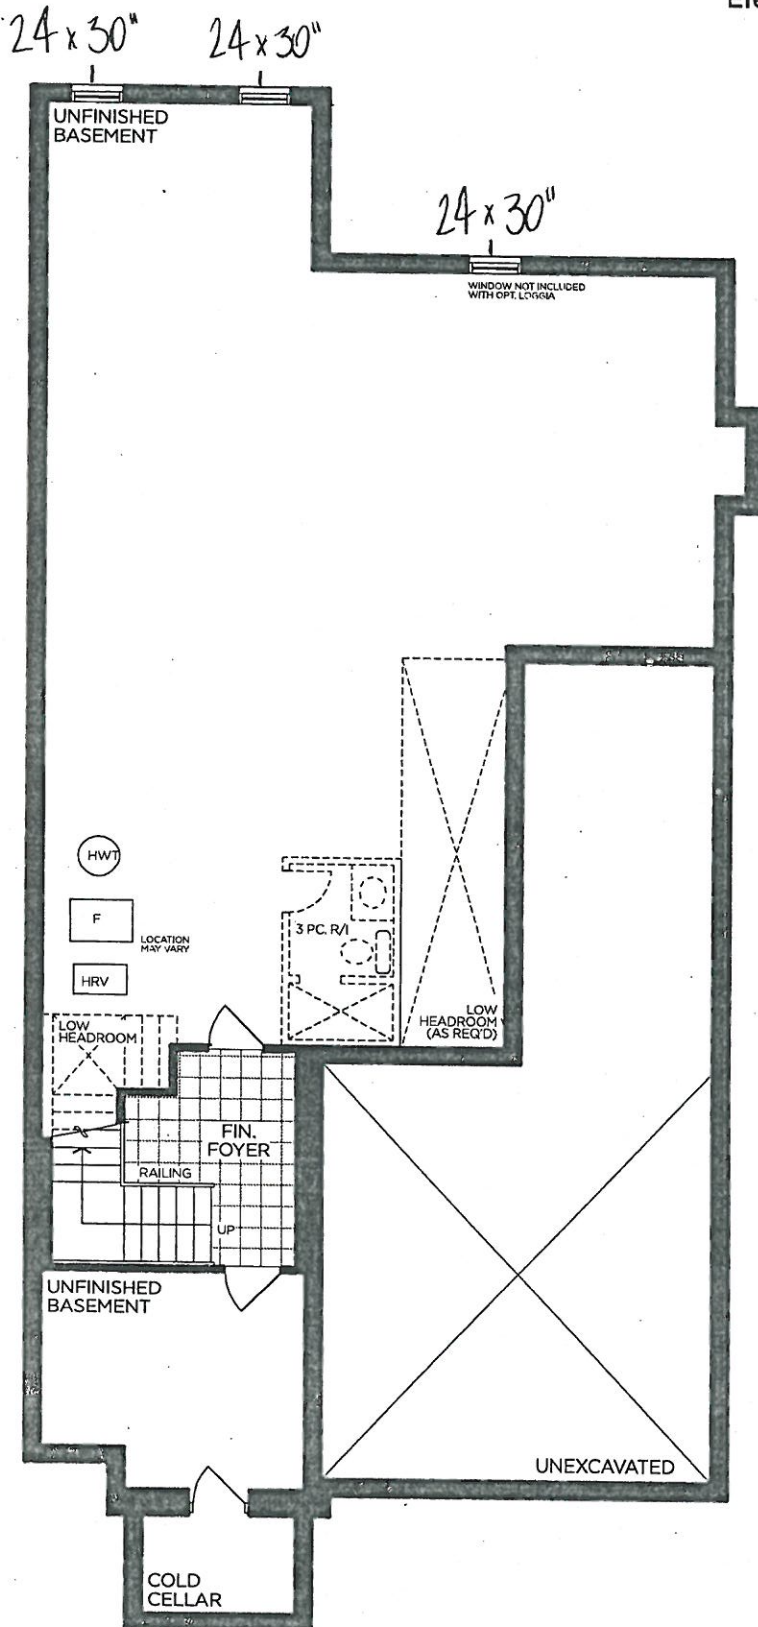 24 x 30" 24 x 30"
UNFINISHED
BASEMENT
24 x 30"
WINDOW NOT INCLUDED
WITH OPT. LOGGIA
HWT
F
LOCATION
MAY VARY
HRV
3 PC. R/I
LOW
HEADROOM
(AS REQ'D)
LOW
HEADROOM
FIN.
FOYER
RAILING
UP
UNFINISHED
BASEMENT
UNEXCAVATED
COLD
CELLAR